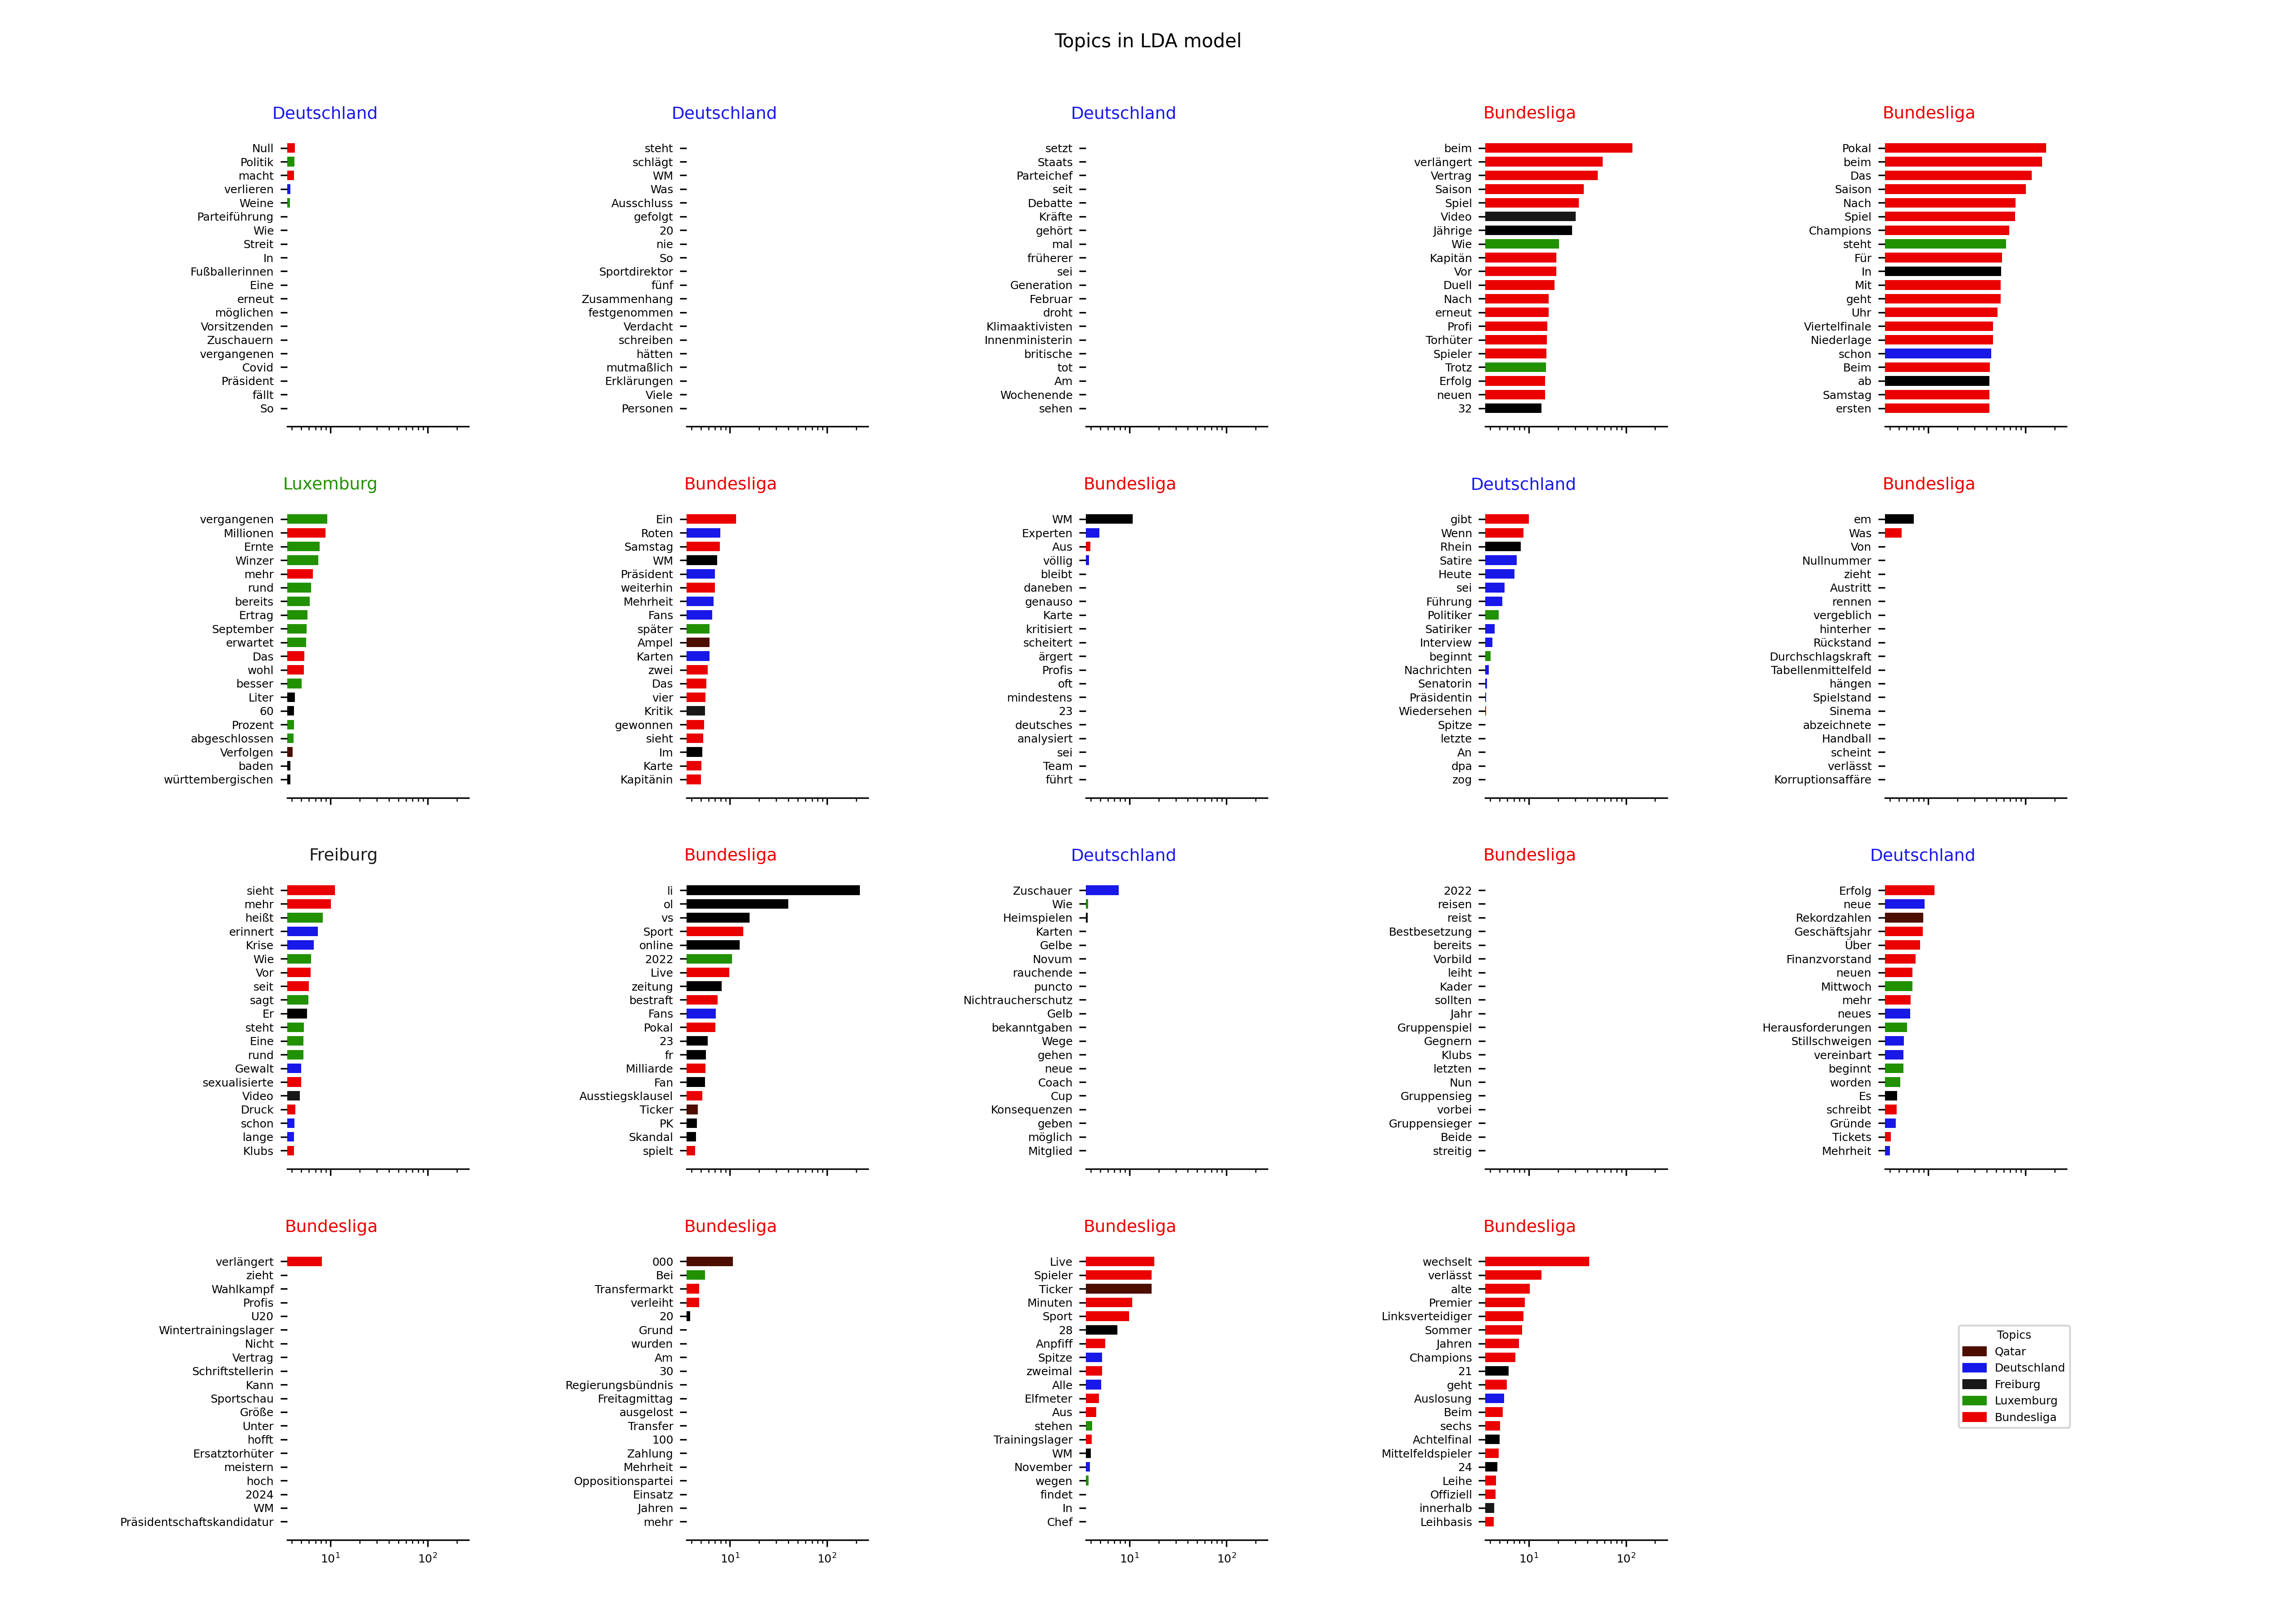 Topics in LDA model
Deutschland
Null
Politik
macht
verlieren
Weine
Parteiführung
Wie
Streit
In
Fußballerinnen
Eine
erneut
möglichen
Vorsitzenden
Zuschauern
vergangenen
Covid
Präsident
fällt
So
Deutschland
steht
schlägt
WM
Was
Ausschluss
gefolgt
20
nie
So
Sportdirektor
fünf
Zusammenhang
festgenommen
Verdacht
schreiben
hätten
mutmaßlich
Erklärungen
Viele
Personen
Deutschland
setzt
Staats
Parteichef
seit
Debatte
Kräfte
gehört
mal
früherer
sei
Generation
Februar
droht
Klimaaktivisten
Innenministerin
britische
tot
Am
Wochenende
sehen
Bundesliga
beim
verlängert
Vertrag
Saison
Spiel
Video
Jährige
Wie
Kapitän
Vor
Duell
Nach
erneut
Profi
Torhüter
Spieler
Trotz
Erfolg
neuen
32
Bundesliga
Pokal
beim
Das
Saison
Nach
Spiel
Champions
steht
Für
In
Mit
geht
Uhr
Viertelfinale
Niederlage
schon
Beim
ab
Samstag
ersten
Luxemburg
vergangenen
Millionen
Ernte
Winzer
mehr
rund
bereits
Ertrag
September
erwartet
Das
wohl
besser
Liter
60
Prozent
abgeschlossen
Verfolgen
baden
württembergischen
Bundesliga
Ein
Roten
Samstag
WM
Präsident
weiterhin
Mehrheit
Fans
später
Ampel
Karten
zwei
Das
vier
Kritik
gewonnen
sieht
Im
Karte
Kapitänin
Bundesliga
WM
Experten
Aus
völlig
bleibt
daneben
genauso
Karte
kritisiert
scheitert
ärgert
Profis
oft
mindestens
23
deutsches
analysiert
sei
Team
führt
Deutschland
gibt
Wenn
Rhein
Satire
Heute
sei
Führung
Politiker
Satiriker
Interview
beginnt
Nachrichten
Senatorin
Präsidentin
Wiedersehen
Spitze
letzte
An
dpa
zog
Bundesliga
em
Was
Von
Nullnummer
zieht
Austritt
rennen
vergeblich
hinterher
Rückstand
Durchschlagskraft
Tabellenmittelfeld
hängen
Spielstand
Sinema
abzeichnete
Handball
scheint
verlässt
Korruptionsaffäre
Freiburg
sieht
mehr
heißt
erinnert
Krise
Wie
Vor
seit
sagt
Er
steht
Eine
rund
Gewalt
sexualisierte
Video
Druck
schon
lange
Klubs
Bundesliga
li
ol
vs
Sport
online
2022
Live
zeitung
bestraft
Fans
Pokal
23
fr
Milliarde
Fan
Ausstiegsklausel
Ticker
PK
Skandal
spielt
Deutschland
Zuschauer
Wie
Heimspielen
Karten
Gelbe
Novum
rauchende
puncto
Nichtraucherschutz
Gelb
bekanntgaben
Wege
gehen
neue
Coach
Cup
Konsequenzen
geben
möglich
Mitglied
Bundesliga
2022
reisen
reist
Bestbesetzung
bereits
Vorbild
leiht
Kader
sollten
Jahr
Gruppenspiel
Gegnern
Klubs
letzten
Nun
Gruppensieg
vorbei
Gruppensieger
Beide
streitig
Deutschland
Erfolg
neue
Rekordzahlen
Geschäftsjahr
Über
Finanzvorstand
neuen
Mittwoch
mehr
neues
Herausforderungen
Stillschweigen
vereinbart
beginnt
worden
Es
schreibt
Gründe
Tickets
Mehrheit
Bundesliga
verlängert
zieht
Wahlkampf
Profis
U20
Wintertrainingslager
Nicht
Vertrag
Schriftstellerin
Kann
Sportschau
Größe
Unter
hofft
Ersatztorhüter
meistern
hoch
2024
WM
Präsidentschaftskandidatur
10¹ 10²
Bundesliga
000
Bei
Transfermarkt
verleiht
20
Grund
wurden
Am
30
Regierungsbündnis
Freitagmittag
ausgelost
Transfer
100
Zahlung
Mehrheit
Oppositionspartei
Einsatz
Jahren
mehr
10¹ 10²
Bundesliga
Live
Spieler
Ticker
Minuten
Sport
28
Anpfiff
Spitze
zweimal
Alle
Elfmeter
Aus
stehen
Trainingslager
WM
November
wegen
findet
In
Chef
10¹ 10²
Bundesliga
wechselt
verlässt
alte
Premier
Linksverteidiger
Sommer
Jahren
Champions
21
geht
Auslosung
Beim
sechs
Achtelfinal
Mittelfeldspieler
24
Leihe
Offiziell
innerhalb
Leihbasis
10¹ 10²
Topics
Qatar
Deutschland
Freiburg
Luxemburg
Bundesliga